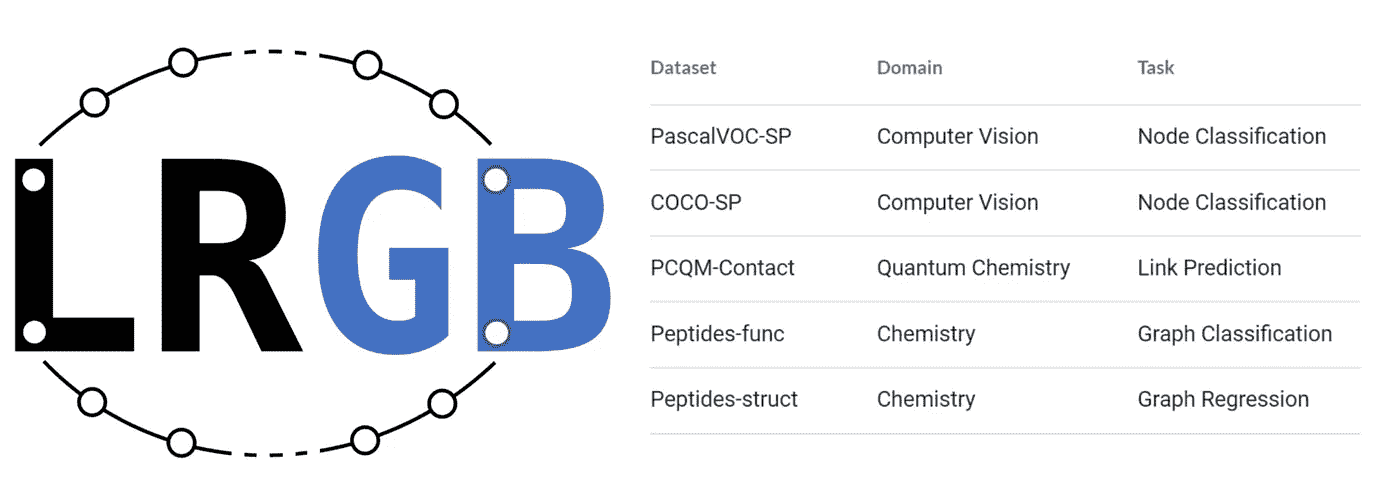 LRGB
Dataset Domain Task
PascalVOC-SP Computer Vision Node Classification
COCO-SP Computer Vision Node Classification
PCQM-Contact Quantum Chemistry Link Prediction
Peptides-func Chemistry Graph Classification
Peptides-struct Chemistry Graph Regression